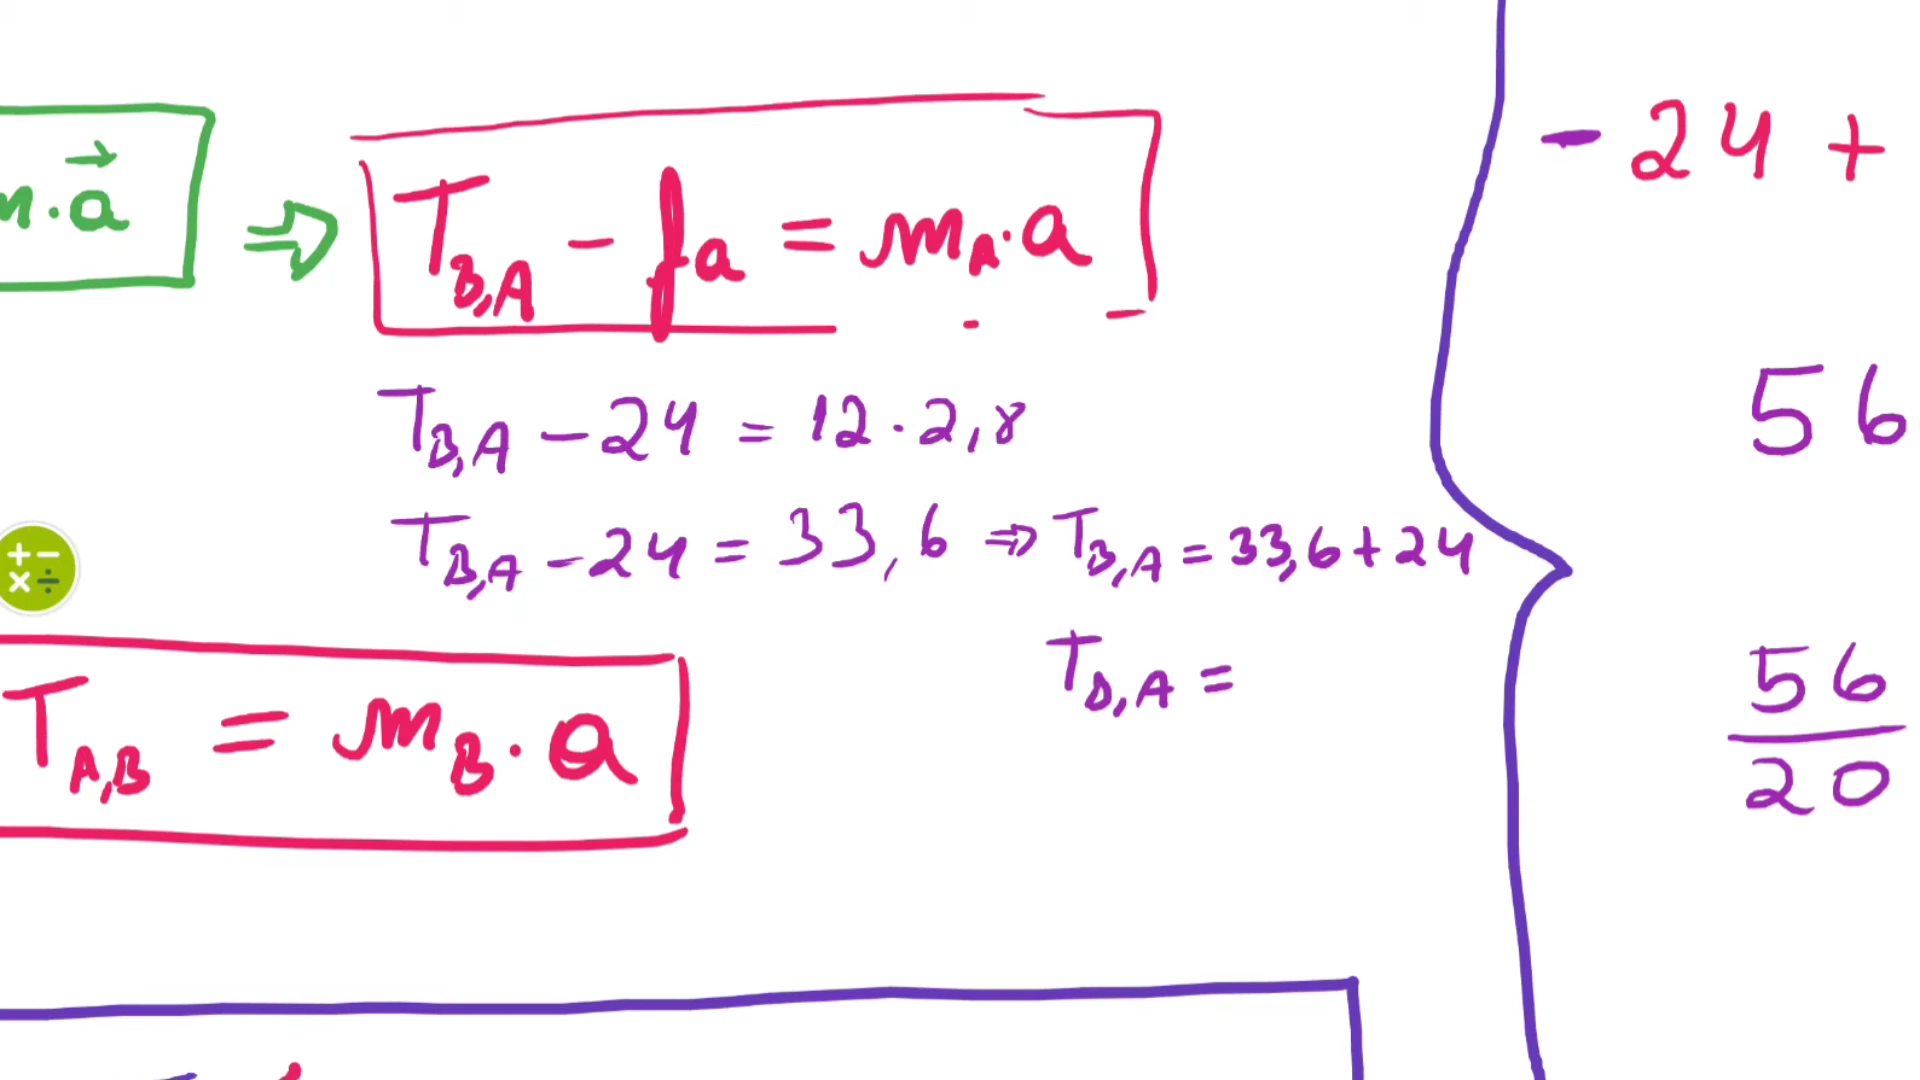 m·a⃗ ⇒ T_B,A − fa = m_A·a
T_B,A − 24 = 12·2,8
T_B,A − 24 = 33,6 ⇒ T_B,A = 33,6 + 24
T_B,A =
T_A,B = m_B·a
− 24 +
56
56
20